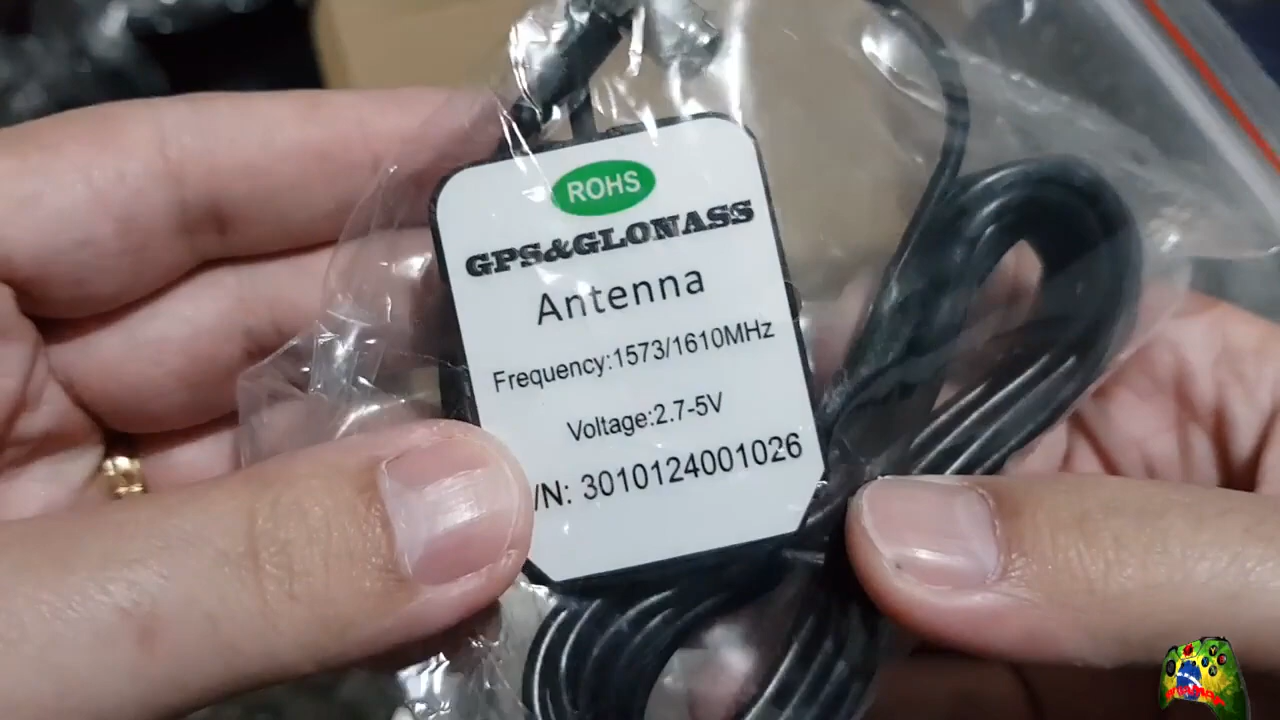 ROHS
GPS&GLONASS
Antenna
Frequency:1573/1610MHz
Voltage:2.7-5V
/N: 3010124001026